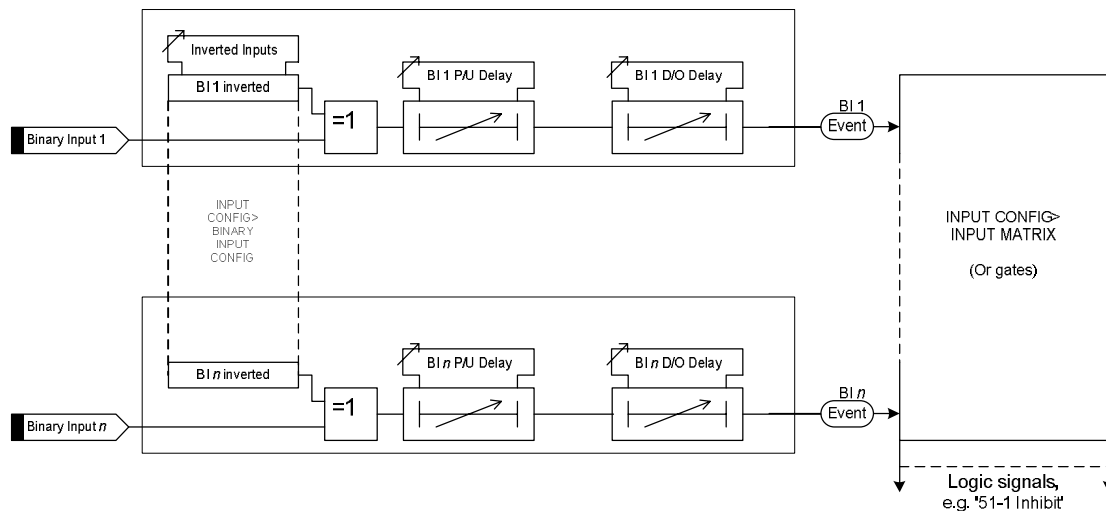 Inverted Inputs
BI 1 inverted
Binary Input 1
=1
BI 1 P/U Delay
BI 1 D/O Delay
BI 1
Event
INPUT
CONFIG>
BINARY
INPUT
CONFIG
INPUT CONFIG>
INPUT MATRIX
(Or gates)
BI n inverted
Binary Input n
=1
BI n P/U Delay
BI n D/O Delay
BI n
Event
Logic signals,
e.g. '51-1 Inhibit'